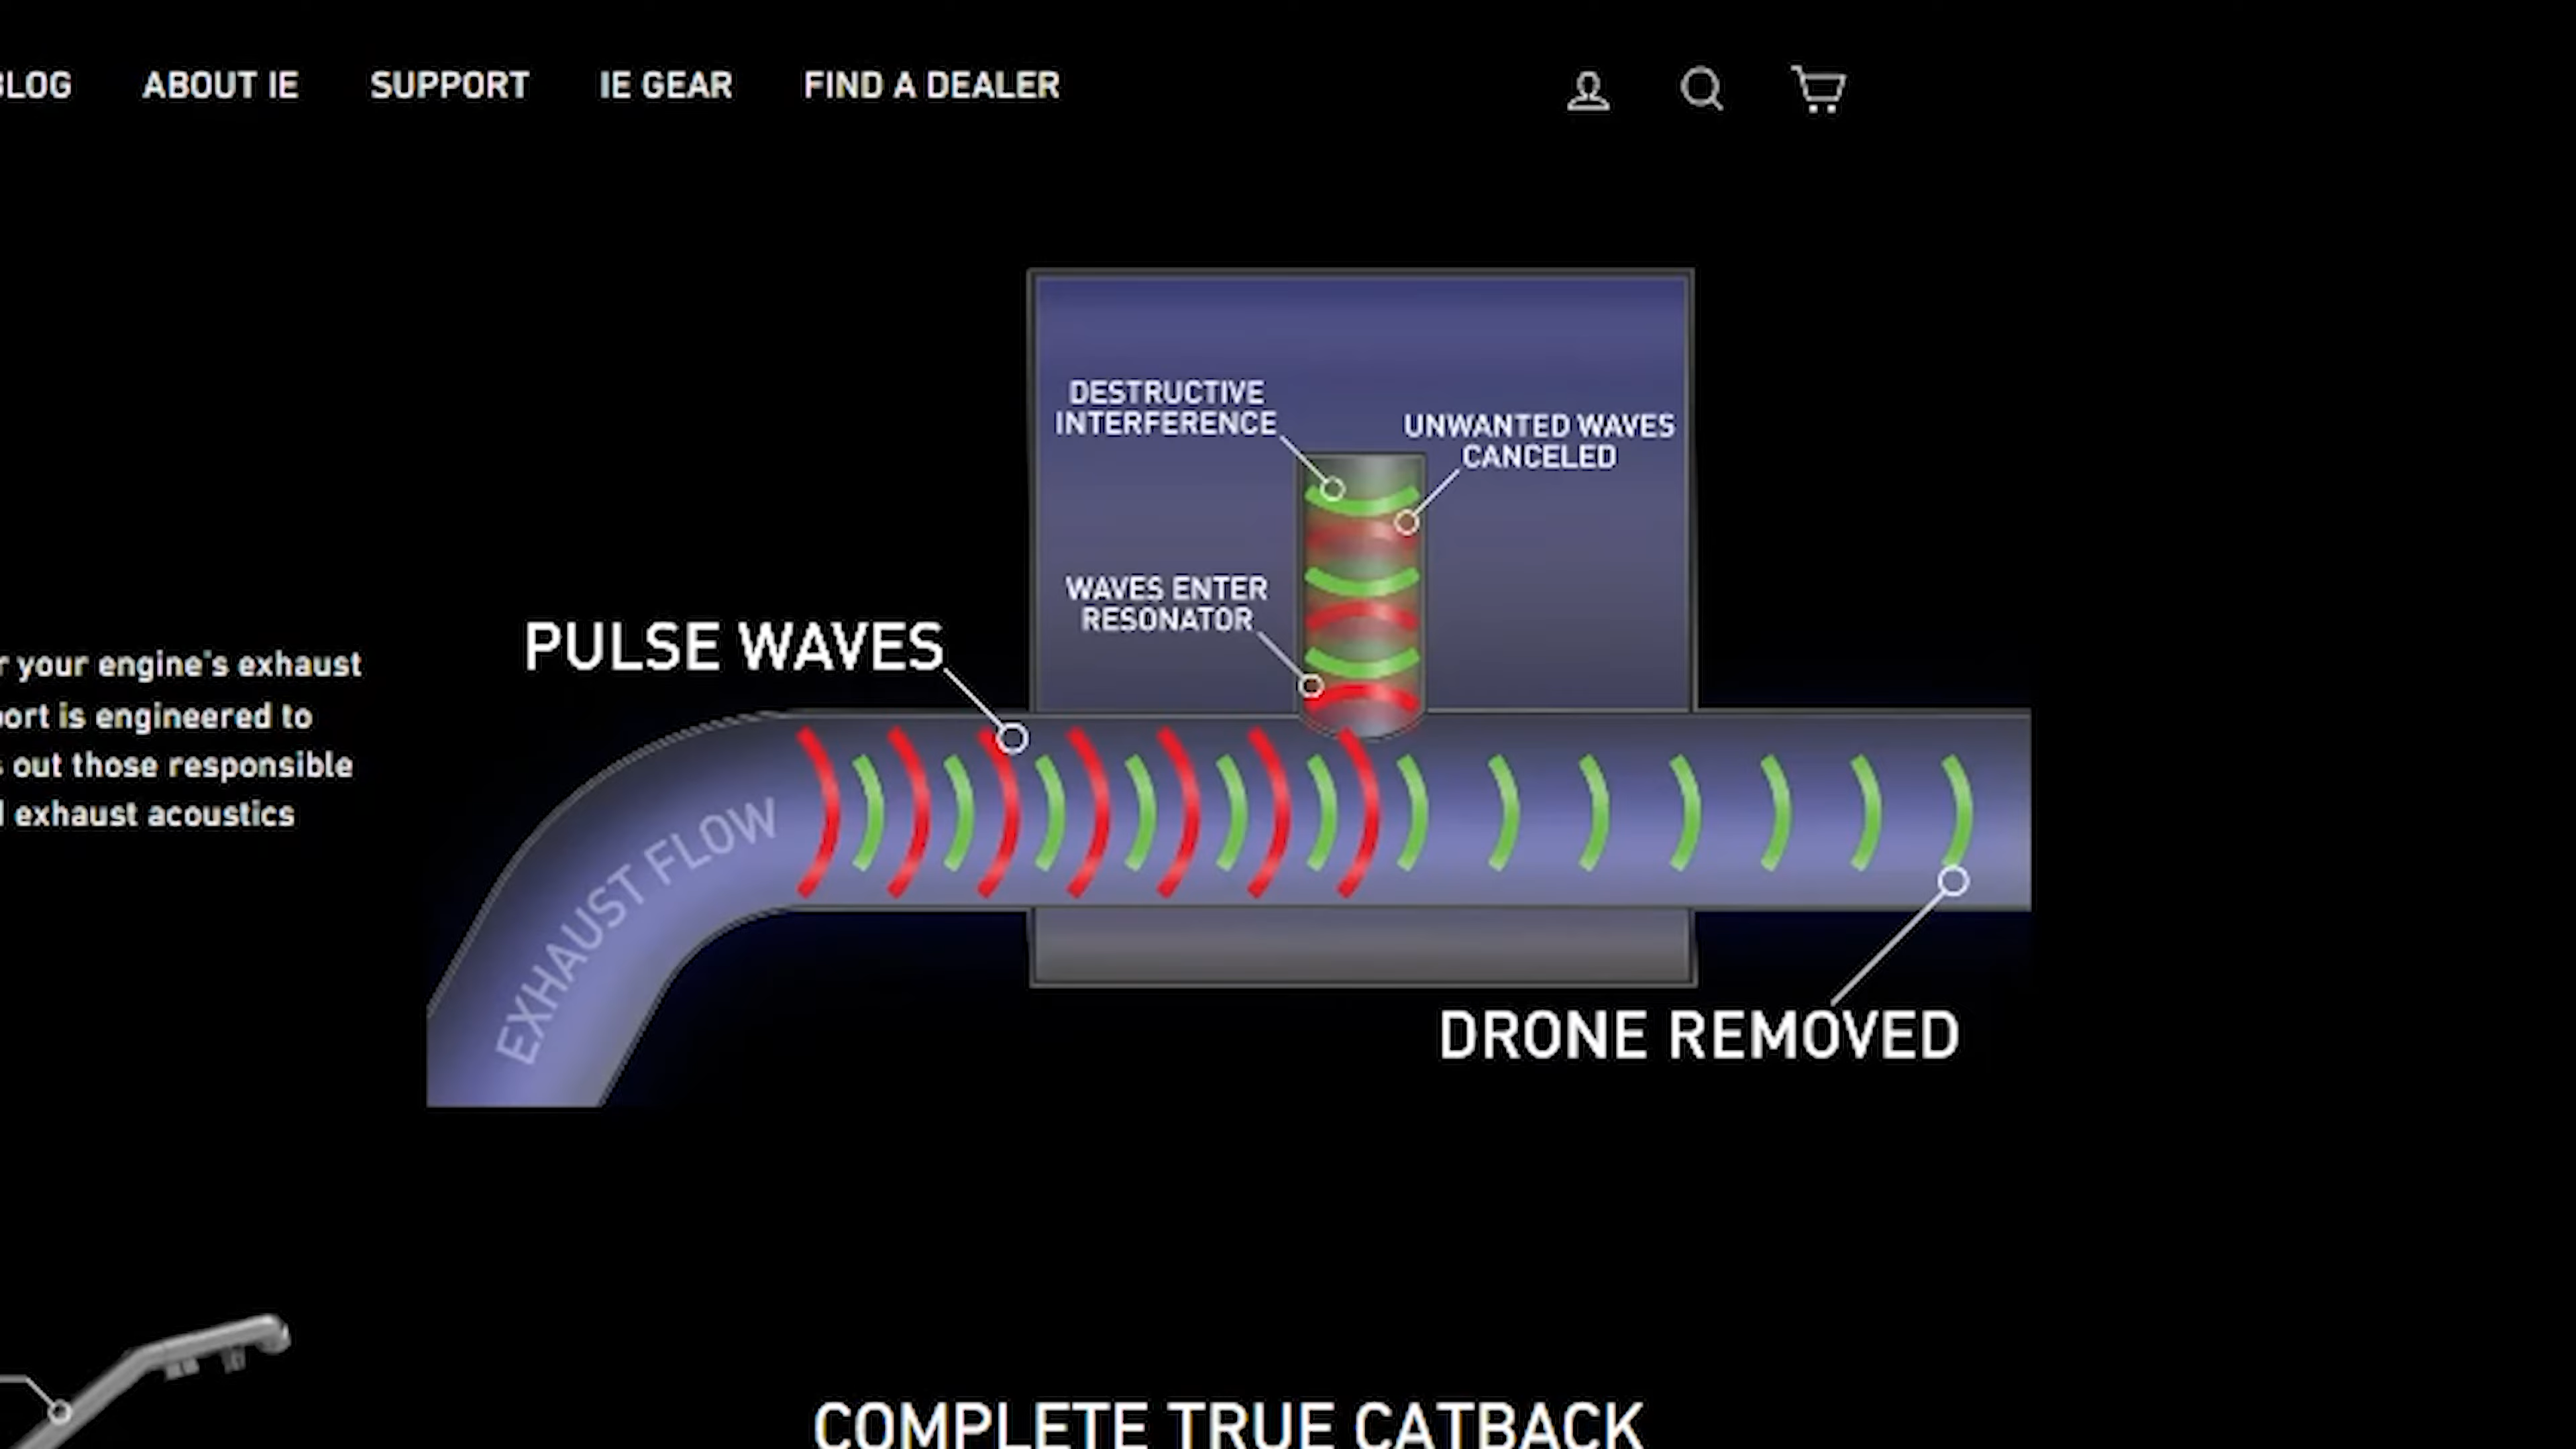 BLOG ABOUT IE SUPPORT IE GEAR FIND A DEALER
DESTRUCTIVE
INTERFERENCE
UNWANTED WAVES
CANCELED
WAVES ENTER
RESONATOR
PULSE WAVES
your engine's exhaust
is engineered to
out those responsible
exhaust acoustics
EXHAUST FLOW
DRONE REMOVED
COMPLETE TRUE CATBACK